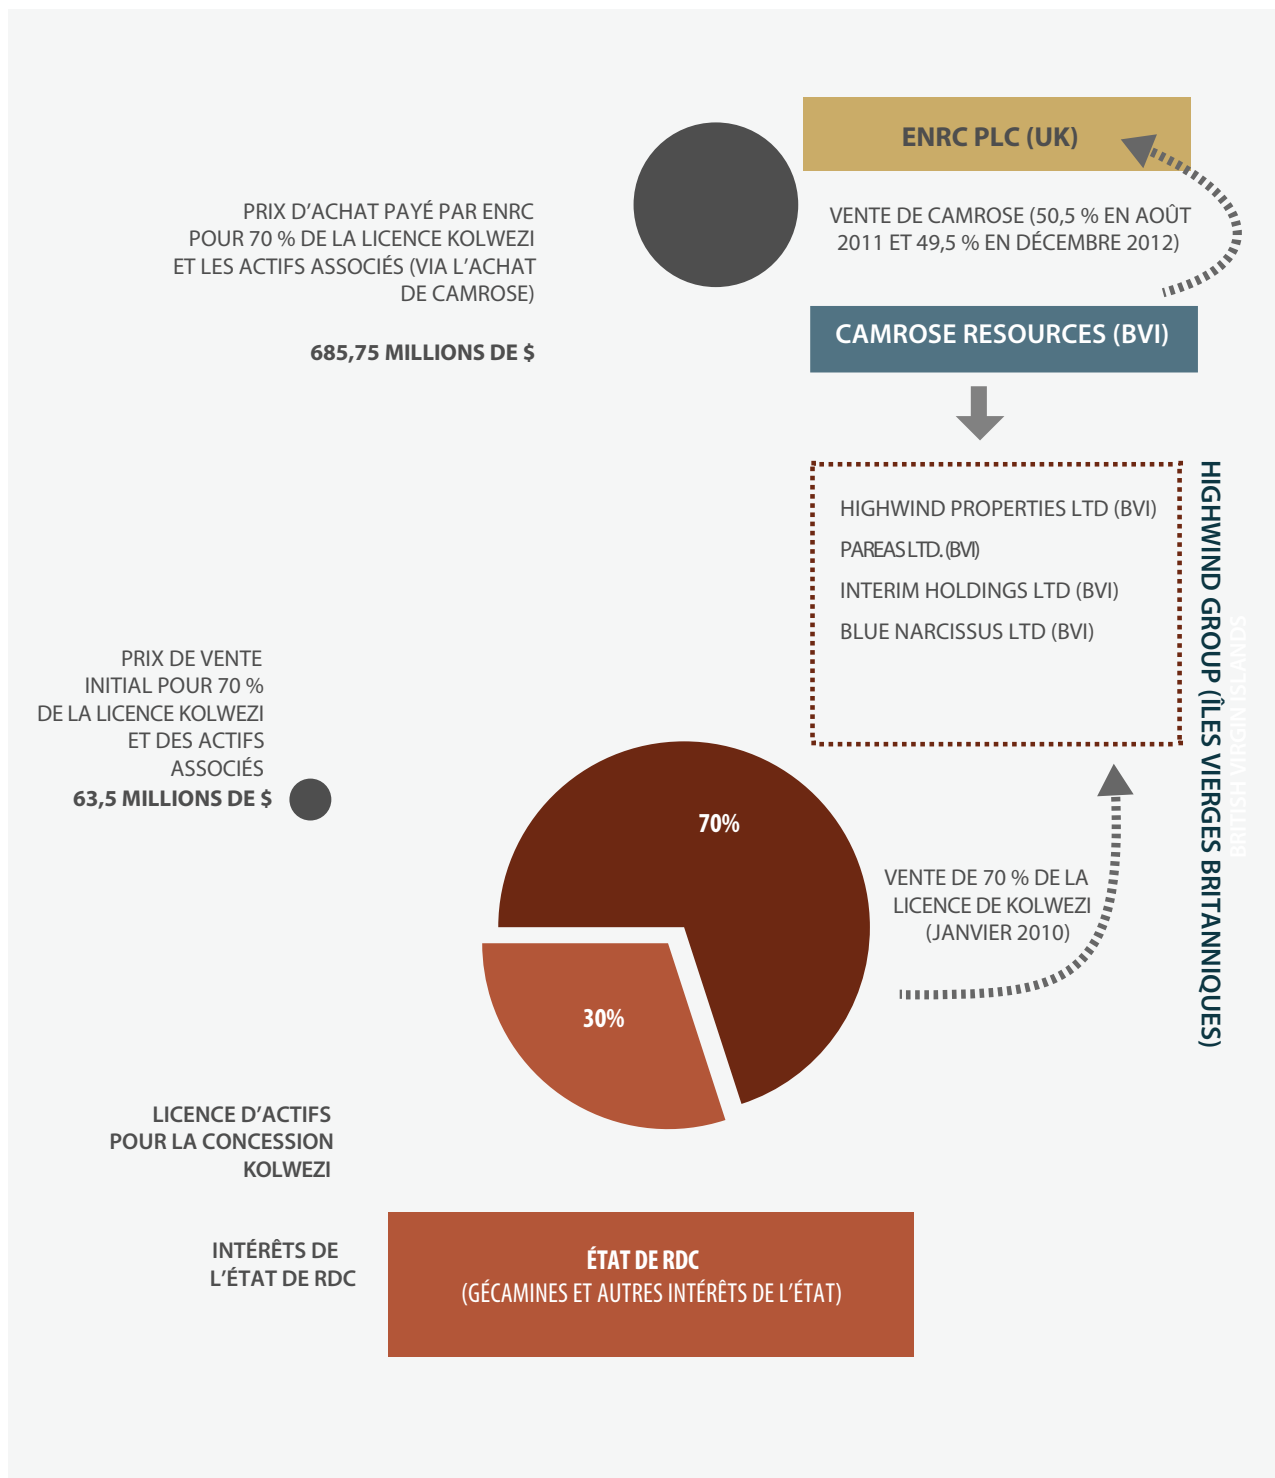 ENRC PLC (UK)
PRIX D’ACHAT PAYÉ PAR ENRC
POUR 70 % DE LA LICENCE KOLWEZI
ET LES ACTIFS ASSOCIÉS (VIA L’ACHAT
DE CAMROSE)
685,75 MILLIONS DE $
VENTE DE CAMROSE (50,5 % EN AOÛT
2011 ET 49,5 % EN DÉCEMBRE 2012)
CAMROSE RESOURCES (BVI)
HIGHWIND PROPERTIES LTD (BVI)
PAREAS LTD. (BVI)
INTERIM HOLDINGS LTD (BVI)
BLUE NARCISSUS LTD (BVI)
HIGHWIND GROUP (ÎLES VIERGES BRITANNIQUES)
BRITISH VIRGIN ISLANDS
PRIX DE VENTE
INITIAL POUR 70 %
DE LA LICENCE KOLWEZI
ET DES ACTIFS
ASSOCIÉS
63,5 MILLIONS DE $
70%
30%
VENTE DE 70 % DE LA
LICENCE DE KOLWEZI
(JANVIER 2010)
LICENCE D’ACTIFS
POUR LA CONCESSION
KOLWEZI
INTÉRÊTS DE
L’ÉTAT DE RDC
ÉTAT DE RDC
(GÉCAMINES ET AUTRES INTÉRÊTS DE L’ÉTAT)